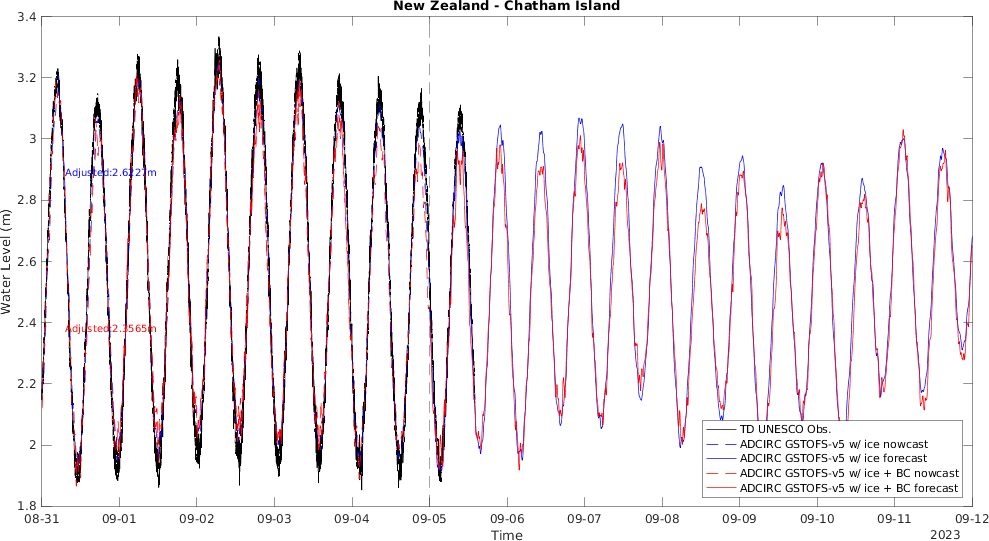 New Zealand - Chatham Island
3.4
3.2
3
2.8
2.6
2.4
2.2
2
1.8
Water Level (m)
Adjusted:2.6227m
Adjusted:2.3565m
TD UNESCO Obs.
ADCIRC GSTOFS-v5 w/ ice nowcast
ADCIRC GSTOFS-v5 w/ ice forecast
ADCIRC GSTOFS-v5 w/ ice + BC nowcast
ADCIRC GSTOFS-v5 w/ ice + BC forecast
08-31 09-01 09-02 09-03 09-04 09-05 09-06 09-07 09-08 09-09 09-10 09-11 09-12
Time
2023